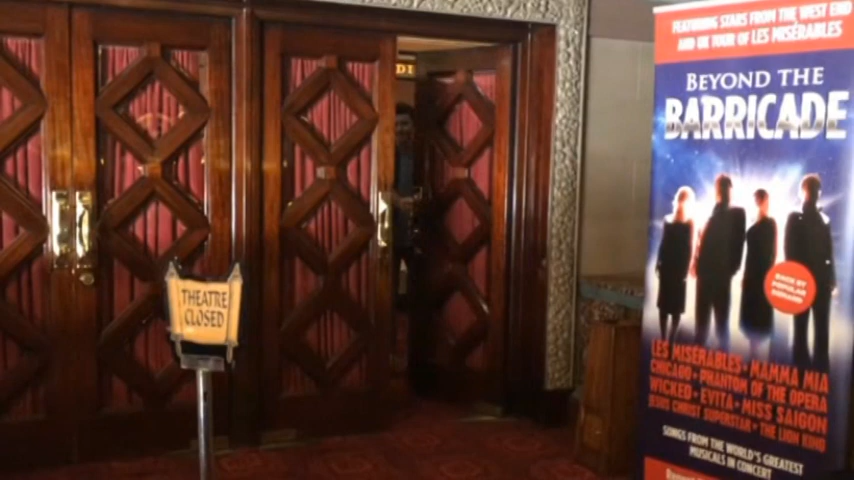 FEATURING STARS FROM THE WEST END
AND UK TOUR OF LES MISÉRABLES
BEYOND THE
BARRICADE
THEATRE
CLOSED
BACK BY
POPULAR
DEMAND
LES MISÉRABLES • MAMMA MIA
CHICAGO • PHANTOM OF THE OPERA
WICKED • EVITA • MISS SAIGON
JESUS CHRIST SUPERSTAR • THE LION KING
SONGS FROM THE WORLD'S GREATEST
MUSICALS IN CONCERT